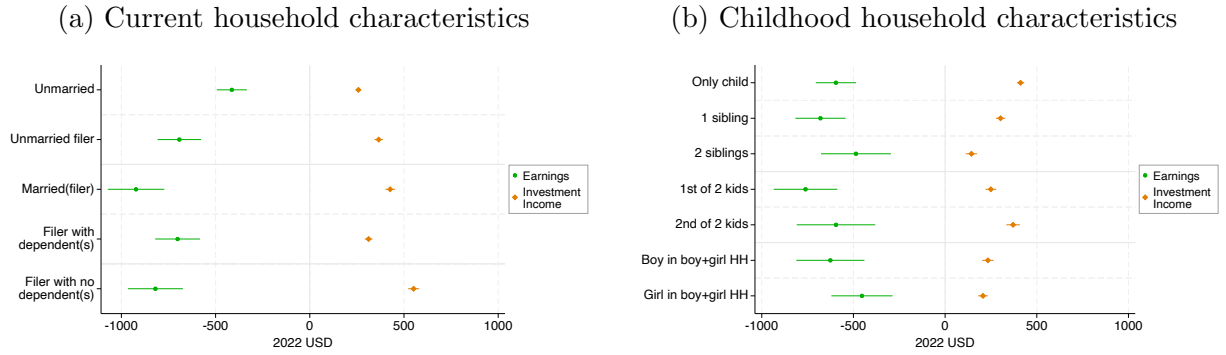 (a) Current household characteristics
Unmarried
Unmarried filer
Married(filer)
Filer with
dependent(s)
Filer with no
dependent(s)
-1000
-500
0
500
1000
2022 USD
Earnings
Investment
Income
(b) Childhood household characteristics
Only child
1 sibling
2 siblings
1st of 2 kids
2nd of 2 kids
Boy in boy+girl HH
Girl in boy+girl HH
-1000
-500
0
500
1000
2022 USD
Earnings
Investment
Income